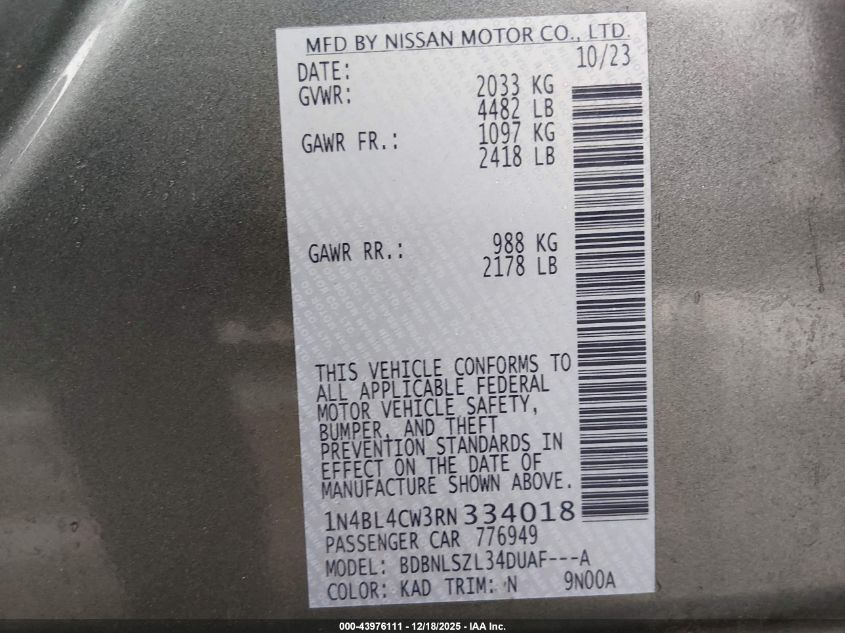 MFD BY NISSAN MOTOR CO., LTD.
DATE: 10/23
GVWR: 2033 KG
4482 LB
GAWR FR.: 1097 KG
2418 LB
GAWR RR.: 988 KG
2178 LB
THIS VEHICLE CONFORMS TO
ALL APPLICABLE FEDERAL
MOTOR VEHICLE SAFETY,
BUMPER, AND THEFT
PREVENTION STANDARDS IN
EFFECT ON THE DATE OF
MANUFACTURE SHOWN ABOVE.
1N4BL4CW3RN334018
PASSENGER CAR 776949
MODEL: BDBNLSZL34DUAF---A
COLOR: KAD TRIM: N 9N00A
000-43976111 - 12/18/2025 - IAA Inc.